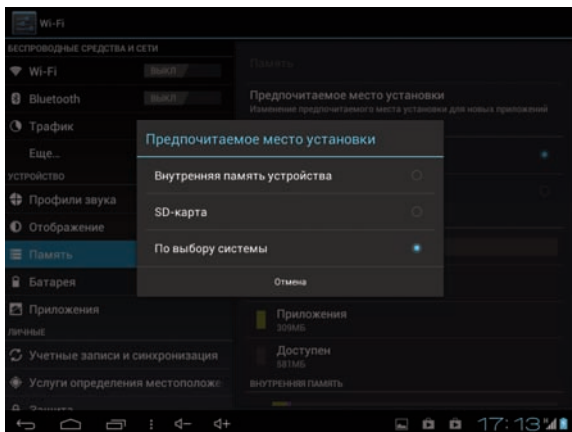 Wi-Fi
БЕСПРОВОДНЫЕ СРЕДСТВА И СЕТИ
Wi-Fi
ВЫКЛ
Bluetooth
ВЫКЛ
Трафик
Еще...
УСТРОЙСТВО
Профили звука
Отображение
Память
Батарея
Приложения
ЛИЧНЫЕ
Учетные записи и синхронизация
Услуги определения местополож
Защита
Память
Предпочитаемое место установки
Изменение предпочитаемого места установки для новых приложений
Предпочитаемое место установки
Внутренняя память устройства
SD-карта
По выбору системы
Отмена
Приложения
309МБ
Доступен
581МБ
ВНУТРЕННЯЯ ПАМЯТЬ
17:13